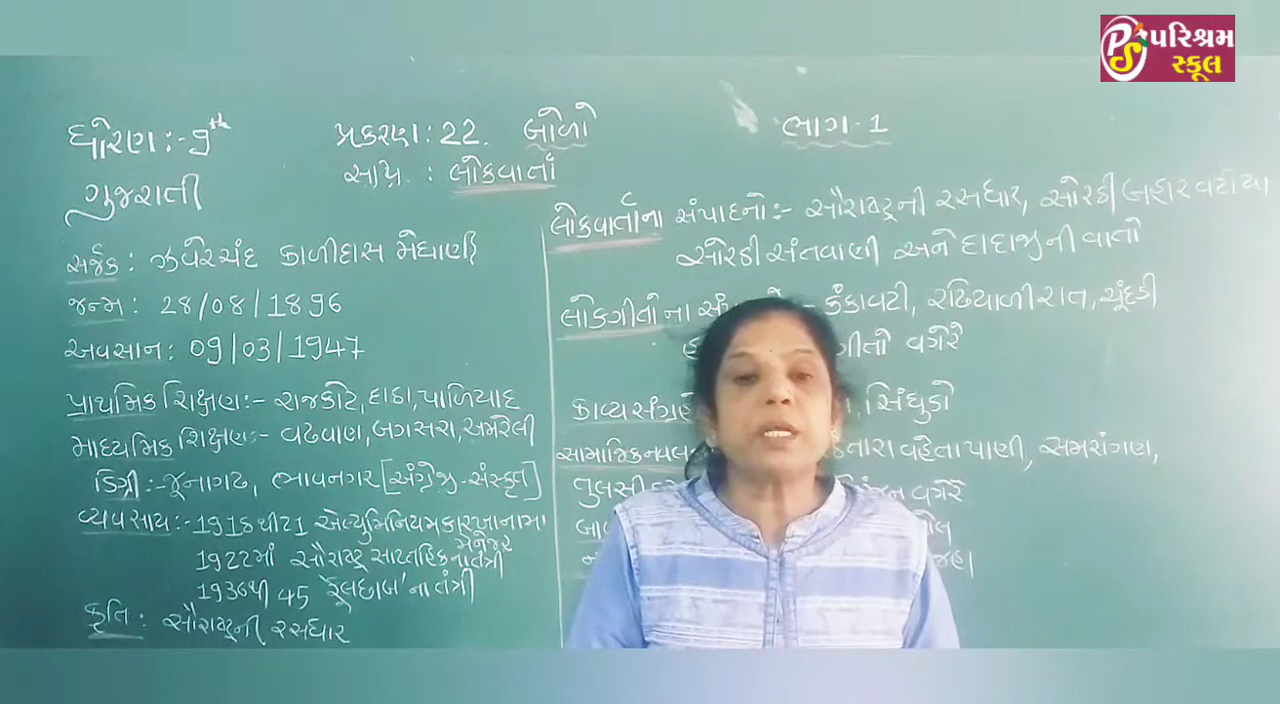 પરિશ્રમ
સ્કૂલ
ધોરણ :- 9th
પ્રકરણ : 22. બોળો
ભાગ - 1
ગુજરાતી
સાપ્ર. : લોકવાર્તા
સર્જક : ઝવેરચંદ કાળીદાસ મેઘાણી
જન્મ : 28/08/1896
અવસાન : 09/03/1947
પ્રાથમિક શિક્ષણ :- રાજકોટ, દાઠા, પાળિયાદ
માધ્યમિક શિક્ષણ :- વઢવાણ, બગસરા, અમરેલી
ડિગ્રી :- જૂનાગઢ, ભાવનગર [અંગ્રેજી - સંસ્કૃત]
વ્યવસાય :- 1918થી 21 એલ્યુમિનિયમ કારખાનામા મેનેજર
1922માં સૌરાષ્ટ્ર સાપ્તાહિકના તંત્રી
1936થી 45 'ફૂલછાબ' ના તંત્રી
કૃતિ : સૌરાષ્ટ્રની રસધાર
લોકવાર્તાના સંપાદનો :- સૌરાષ્ટ્રની રસધાર, સોરઠી બહારવટીયા
સોરઠી સંતવાણી અને દાદાજીની વાતો
લોકગીતોના કંકાવટી, રઢિયાળી રાત, ચૂંદડી
વગેરે
કાવ્યસંગ્રહ સિંધુડો
વહેતા પાણી, સમરાંગણ,
તુલસી વગેરે